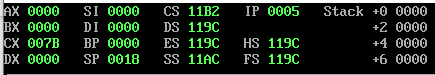 AX 0000 SI 0000 CS 11B2 IP 0005 Stack +0 0000
BX 0000 DI 0000 DS 119C +2 0000
CX 007B BP 0000 ES 119C HS 119C +4 0000
DX 0000 SP 0018 SS 11AC FS 119C +6 0000